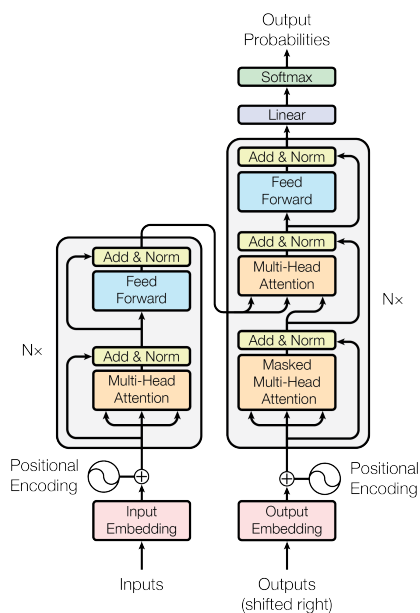 Output
Probabilities
Softmax
Linear
Add & Norm
Feed
Forward
Add & Norm
Multi-Head
Attention
Nx
Add & Norm
Masked
Multi-Head
Attention
Add & Norm
Feed
Forward
Nx
Add & Norm
Multi-Head
Attention
Positional
Encoding
Positional
Encoding
Input
Embedding
Output
Embedding
Inputs
Outputs
(shifted right)